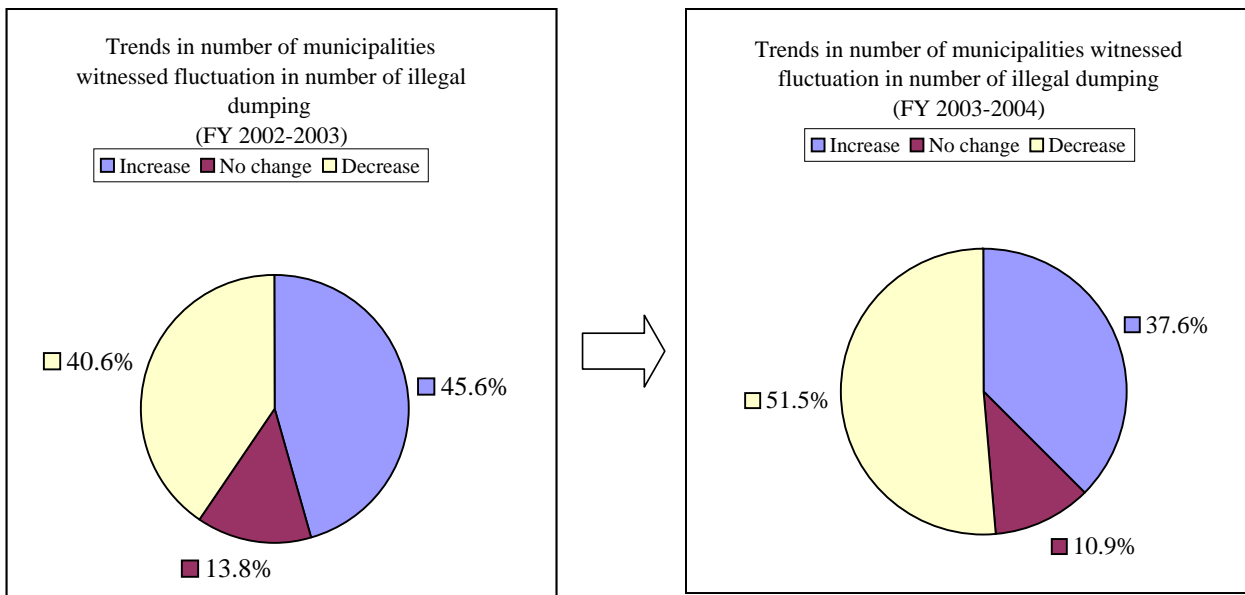 Trends in number of municipalities
witnessed fluctuation in number of illegal
dumping
(FY 2002-2003)
Increase No change Decrease
40.6%
45.6%
13.8%
Trends in number of municipalities witnessed
fluctuation in number of illegal dumping
(FY 2003-2004)
Increase No change Decrease
37.6%
51.5%
10.9%